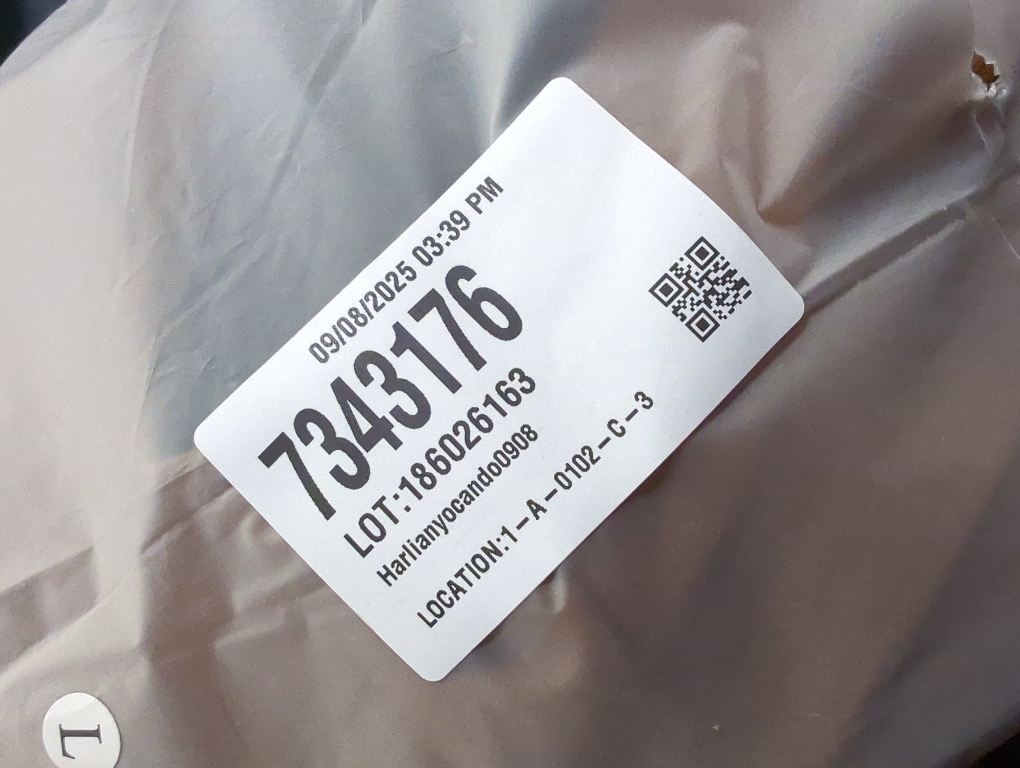 09/08/2025 03:39 PM
7343176
LOT:186026163
Harlianyocando0908
LOCATION:1-A-0102-C-3
L